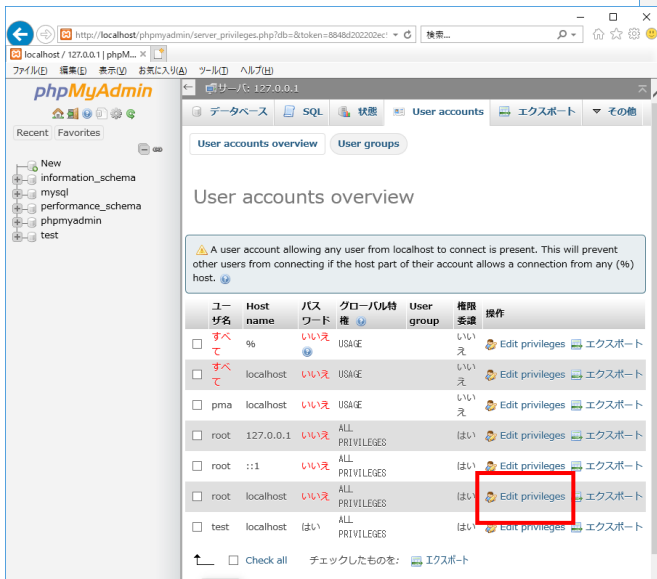 http://localhost/phpmyadmin/server_privileges.php?db=&token=8848d202202ec
検索...
localhost / 127.0.0.1 | phpM...
ファイル(F) 編集(E) 表示(V) お気に入り(A) ツール(T) ヘルプ(H)
phpMyAdmin
Recent Favorites
New
information_schema
mysql
performance_schema
phpmyadmin
test
サーバ: 127.0.0.1
データベース SQL 状態 User accounts エクスポート その他
User accounts overview User groups
User accounts overview
A user account allowing any user from localhost to connect is present. This will prevent
other users from connecting if the host part of their account allows a connection from any (%)
host.
ユーザ名 Host name パスワード グローバル特権 User group 権限委譲 操作
すべて % いいえ USAGE いいえ Edit privileges エクスポート
すべて localhost いいえ USAGE いいえ Edit privileges エクスポート
pma localhost いいえ USAGE いいえ Edit privileges エクスポート
root 127.0.0.1 いいえ ALL PRIVILEGES はい Edit privileges エクスポート
root ::1 いいえ ALL PRIVILEGES はい Edit privileges エクスポート
root localhost いいえ ALL PRIVILEGES はい Edit privileges エクスポート
test localhost はい ALL PRIVILEGES はい Edit privileges エクスポート
Check all チェックしたものを: エクスポート